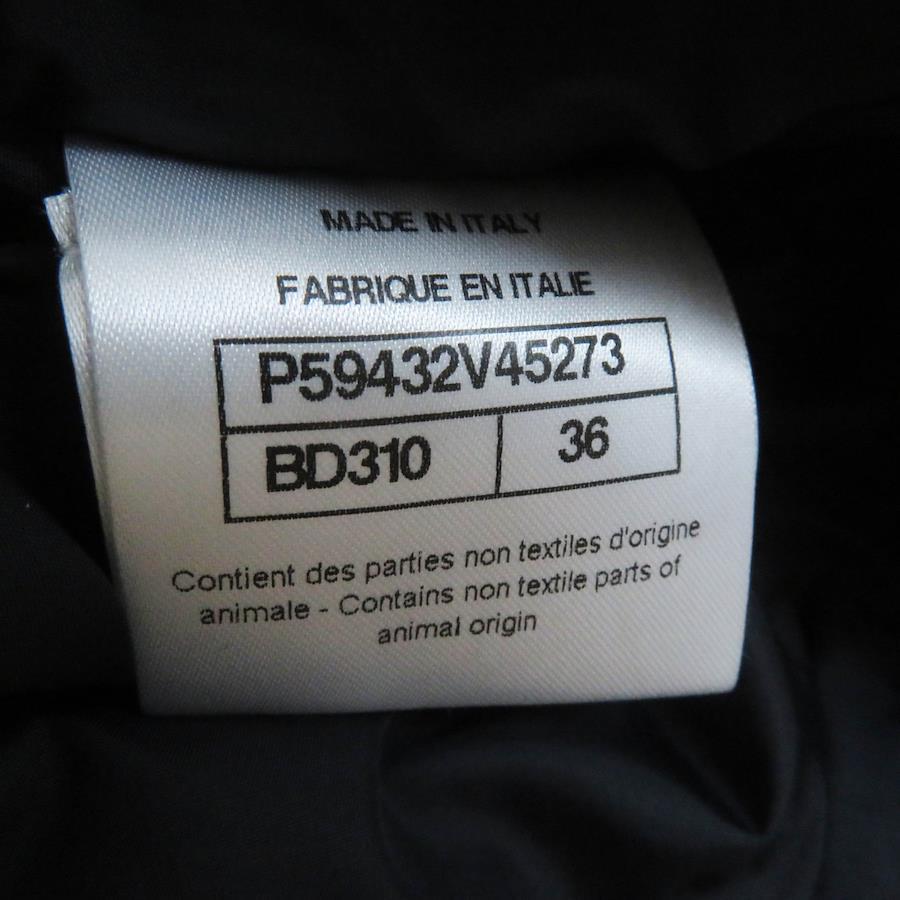 MADE IN ITALY
FABRIQUE EN ITALIE
P59432V45273
BD310 36
Contient des parties non textiles d'origine
animale - Contains non textile parts of
animal origin